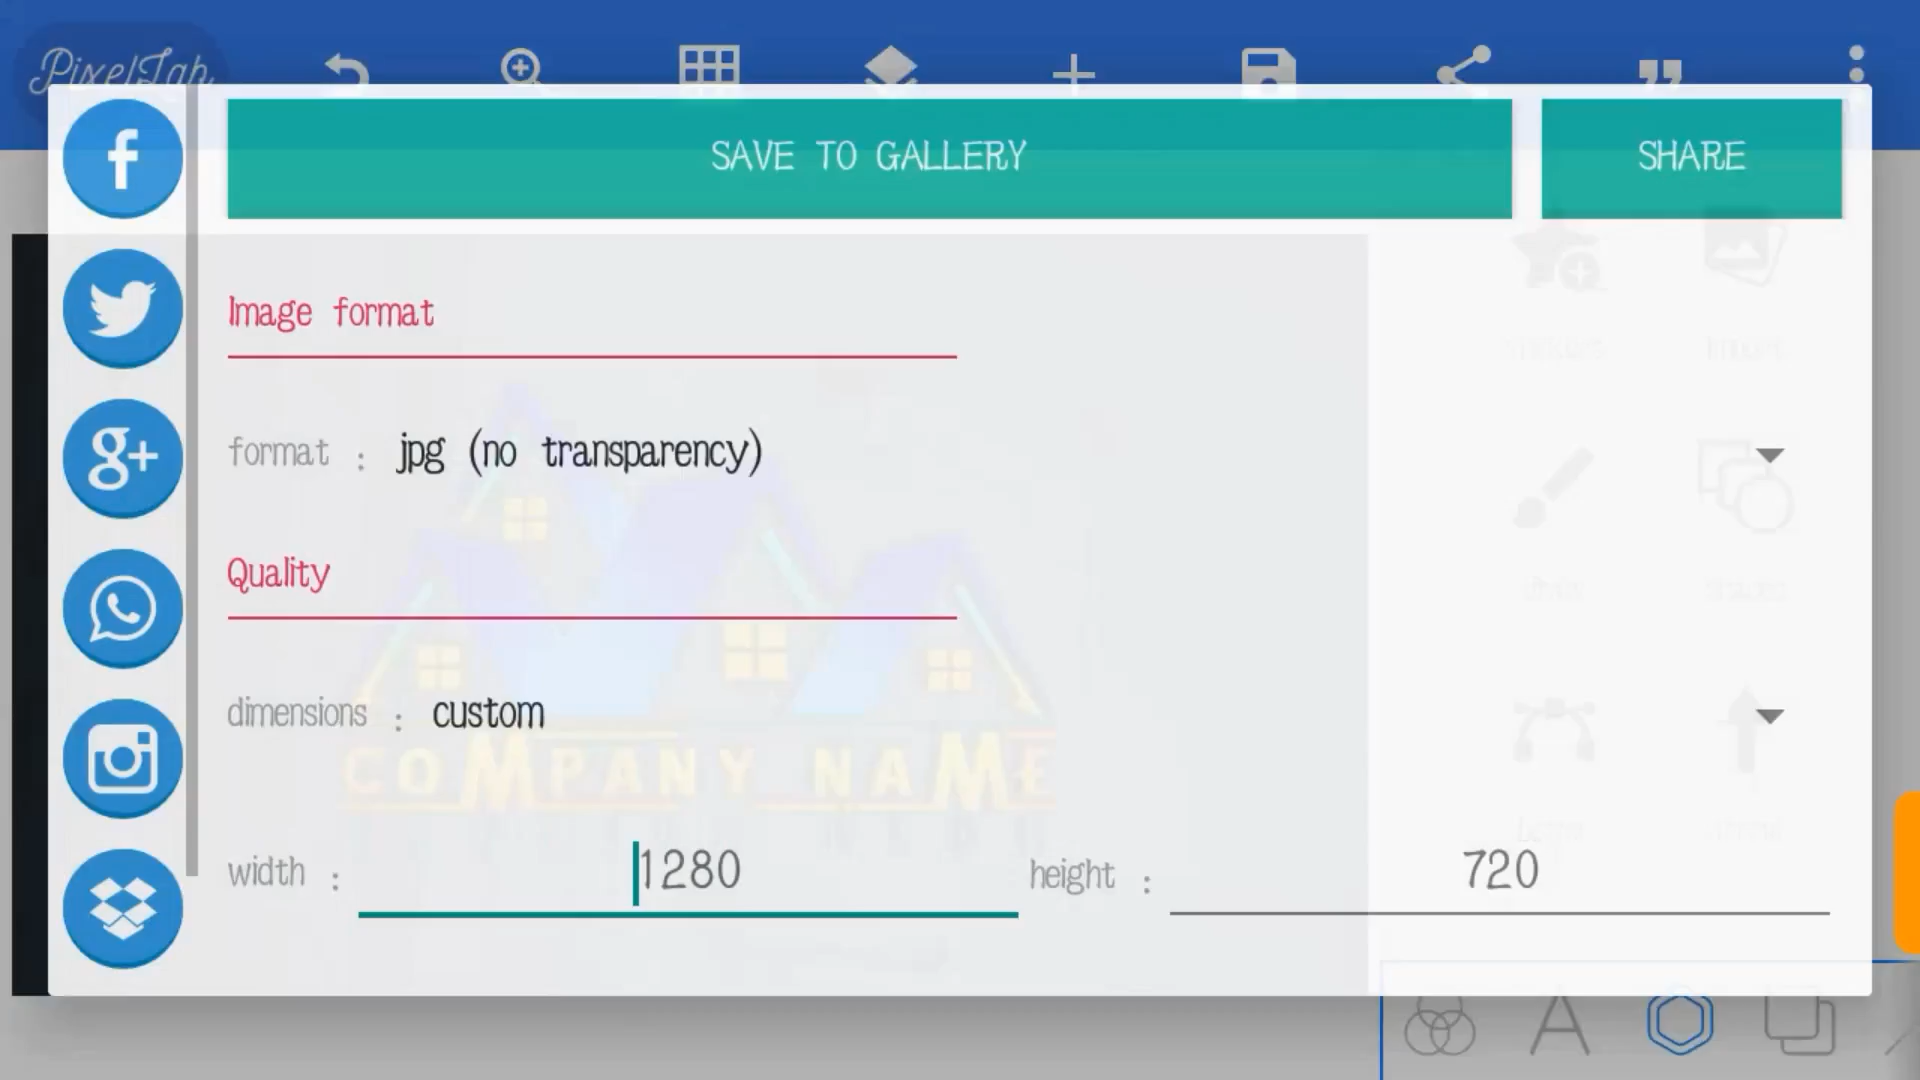 PixelLab
SAVE TO GALLERY
SHARE
Image format
format : jpg (no transparency)
Quality
dimensions : custom
COMPANY NAME
width : 1280
height : 720